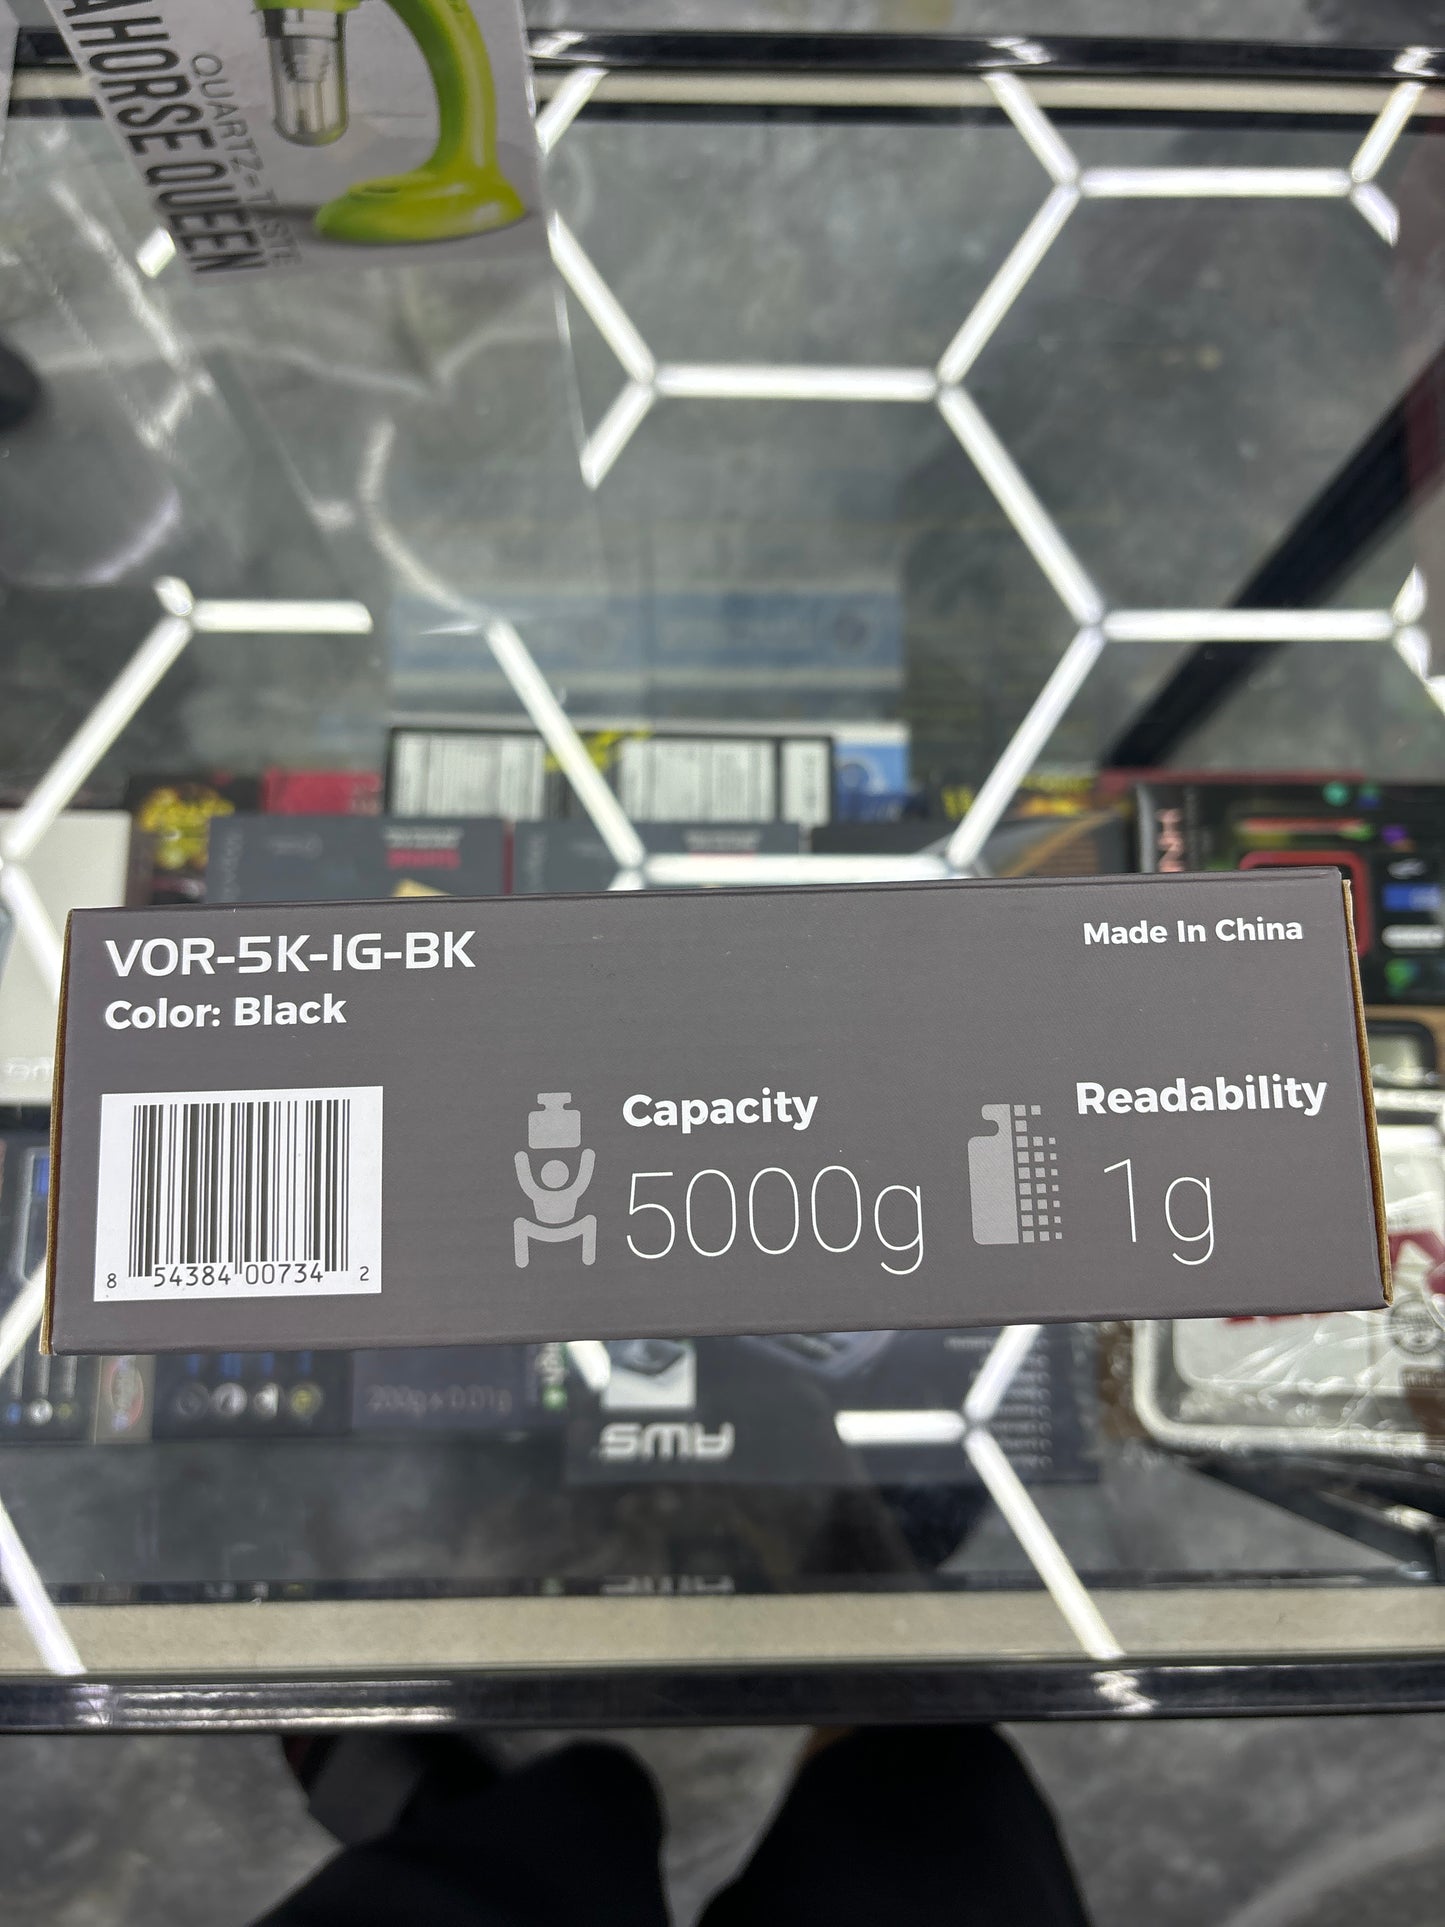 AHORSE QUEEN
QUARTZ-TASTE
VOR-5K-IG-BK
Color: Black
Made In China
Capacity
5000g
Readability
1g
8 54384 00734 2
200g x 0.01g
AWS